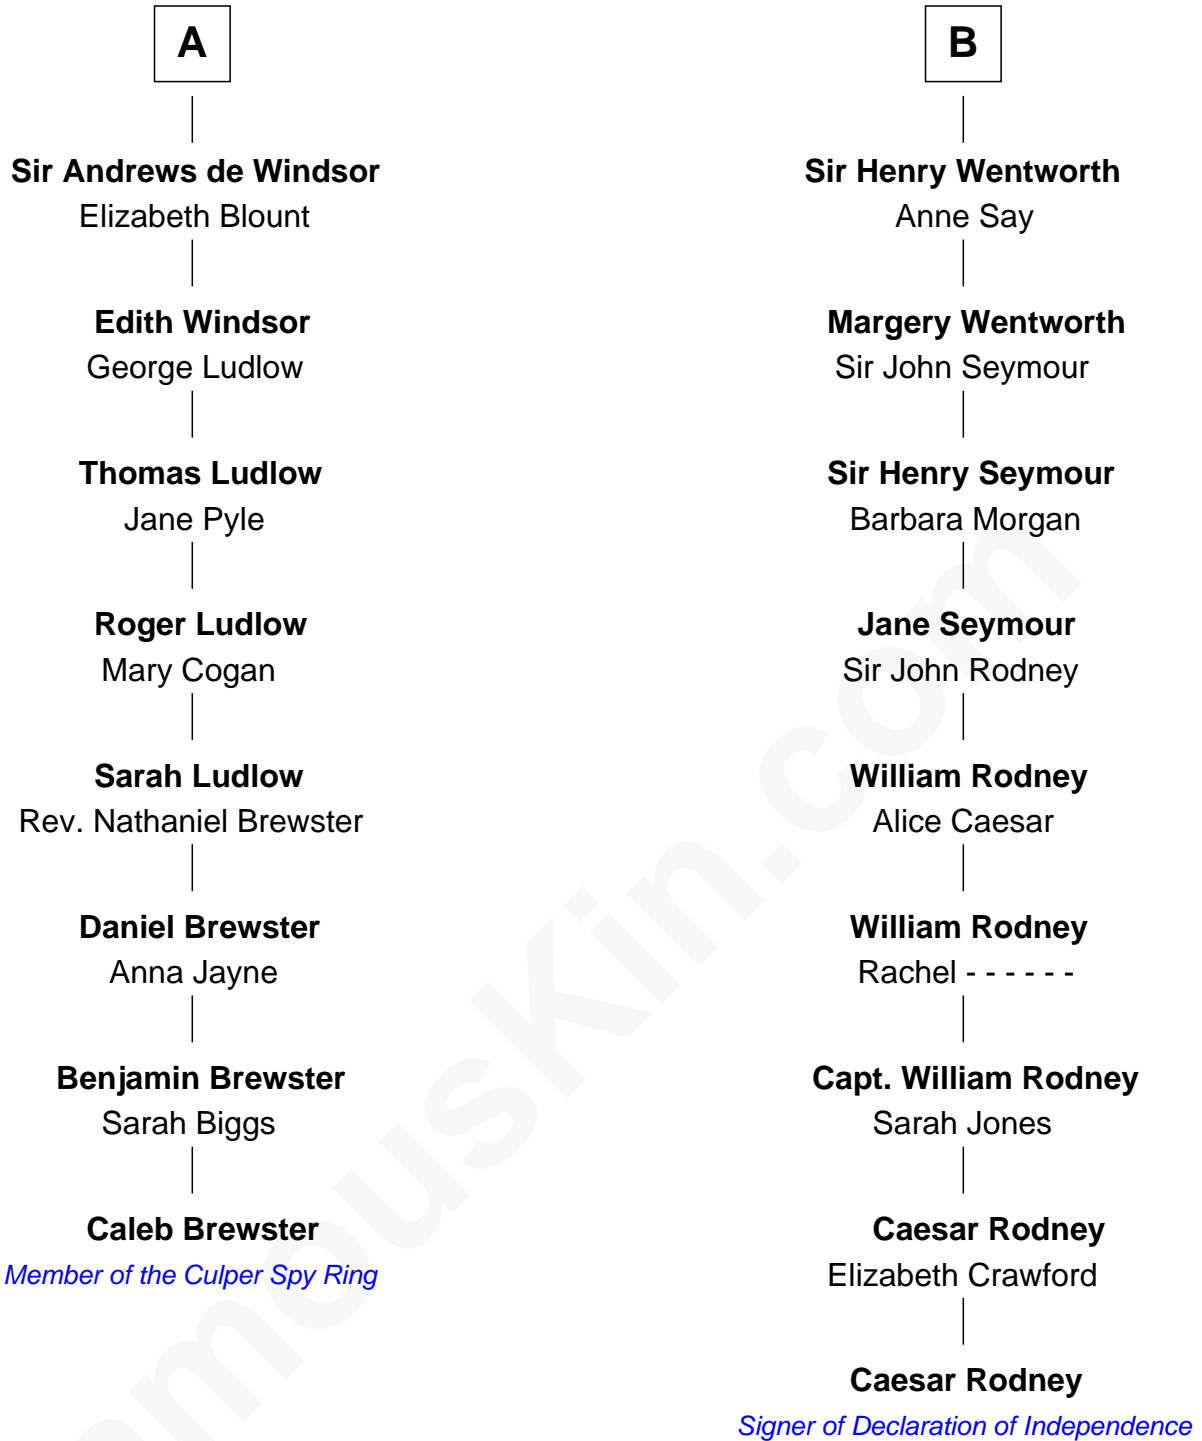 A
Sir Andrews de Windsor
Elizabeth Blount
Edith Windsor
George Ludlow
Thomas Ludlow
Jane Pyle
Roger Ludlow
Mary Cogan
Sarah Ludlow
Rev. Nathaniel Brewster
Daniel Brewster
Anna Jayne
Benjamin Brewster
Sarah Biggs
Caleb Brewster
Member of the Culper Spy Ring
B
Sir Henry Wentworth
Anne Say
Margery Wentworth
Sir John Seymour
Sir Henry Seymour
Barbara Morgan
Jane Seymour
Sir John Rodney
William Rodney
Alice Caesar
William Rodney
Rachel - - - - - -
Capt. William Rodney
Sarah Jones
Caesar Rodney
Elizabeth Crawford
Caesar Rodney
Signer of Declaration of Independence
amouskin.com